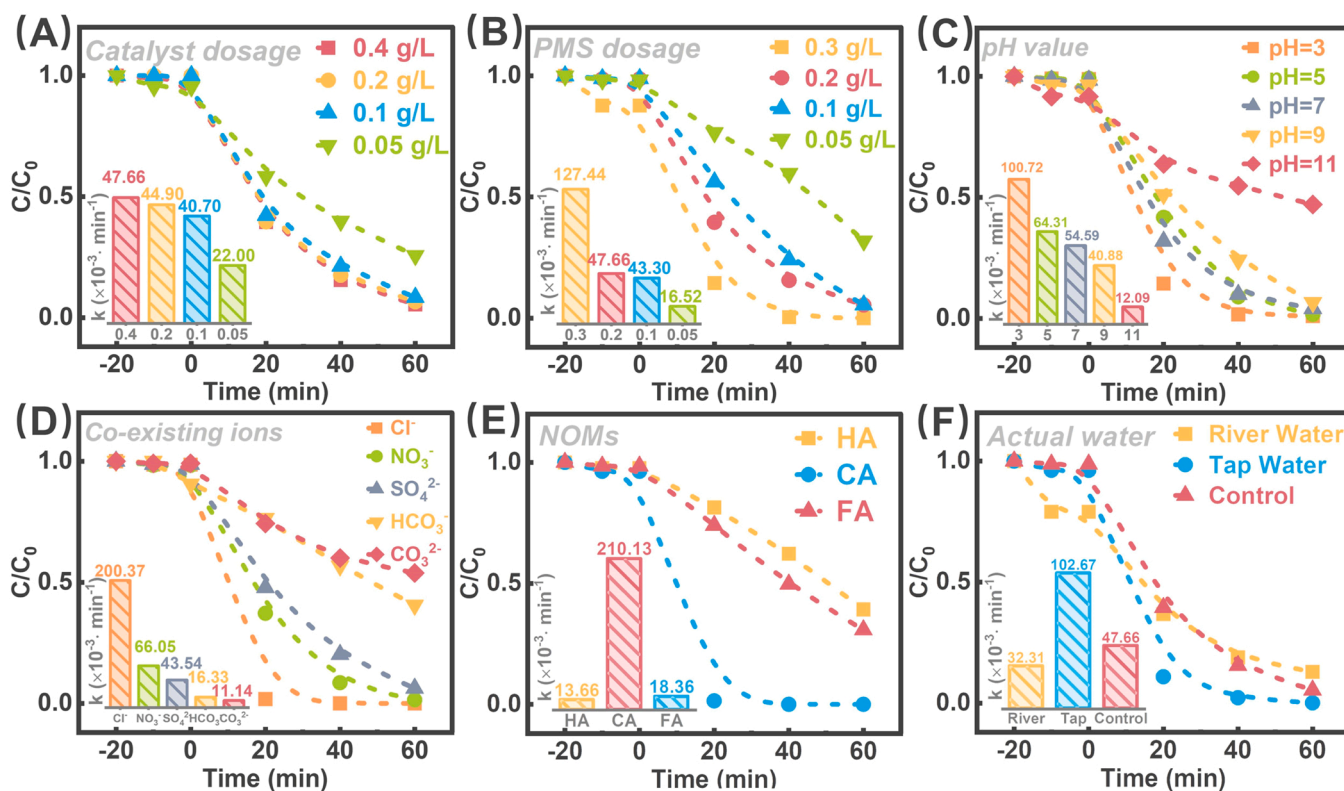 (A)
Catalyst dosage
0.4 g/L
0.2 g/L
0.1 g/L
0.05 g/L
C/C₀
1.0
0.5
0.0
k (×10⁻³· min⁻¹)
47.66
44.90
40.70
22.00
0.4 0.2 0.1 0.05
-20 0 20 40 60
Time (min)
(B)
PMS dosage
0.3 g/L
0.2 g/L
0.1 g/L
0.05 g/L
C/C₀
1.0
0.5
0.0
k (×10⁻³· min⁻¹)
127.44
47.66
43.30
16.52
0.3 0.2 0.1 0.05
-20 0 20 40 60
Time (min)
(C)
pH value
pH=3
pH=5
pH=7
pH=9
pH=11
C/C₀
1.0
0.5
0.0
k (×10⁻³· min⁻¹)
100.72
64.31
54.59
40.88
12.09
3 5 7 9 11
-20 0 20 40 60
Time (min)
(D)
Co-existing ions
Cl⁻
NO₃⁻
SO₄²⁻
HCO₃⁻
CO₃²⁻
C/C₀
1.0
0.5
0.0
k (×10⁻³· min⁻¹)
200.37
66.05
43.54
16.33
11.14
Cl⁻ NO₃⁻ SO₄²⁻ HCO₃⁻ CO₃²⁻
-20 0 20 40 60
Time (min)
(E)
NOMs
HA
CA
FA
C/C₀
1.0
0.5
0.0
k (×10⁻³· min⁻¹)
13.66
210.13
18.36
HA CA FA
-20 0 20 40 60
Time (min)
(F)
Actual water
River Water
Tap Water
Control
C/C₀
1.0
0.5
0.0
k (×10⁻³· min⁻¹)
32.31
102.67
47.66
River Tap Control
-20 0 20 40 60
Time (min)